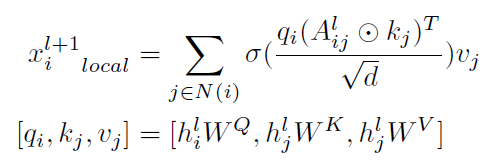 x_i^{l+1}_{local} = \sum_{j \in N(i)} \sigma(\frac{q_i(A_{ij}^l \odot k_j)^T}{\sqrt{d}})v_j
[q_i, k_j, v_j] = [h_i^l W^Q, h_j^l W^K, h_j^l W^V]